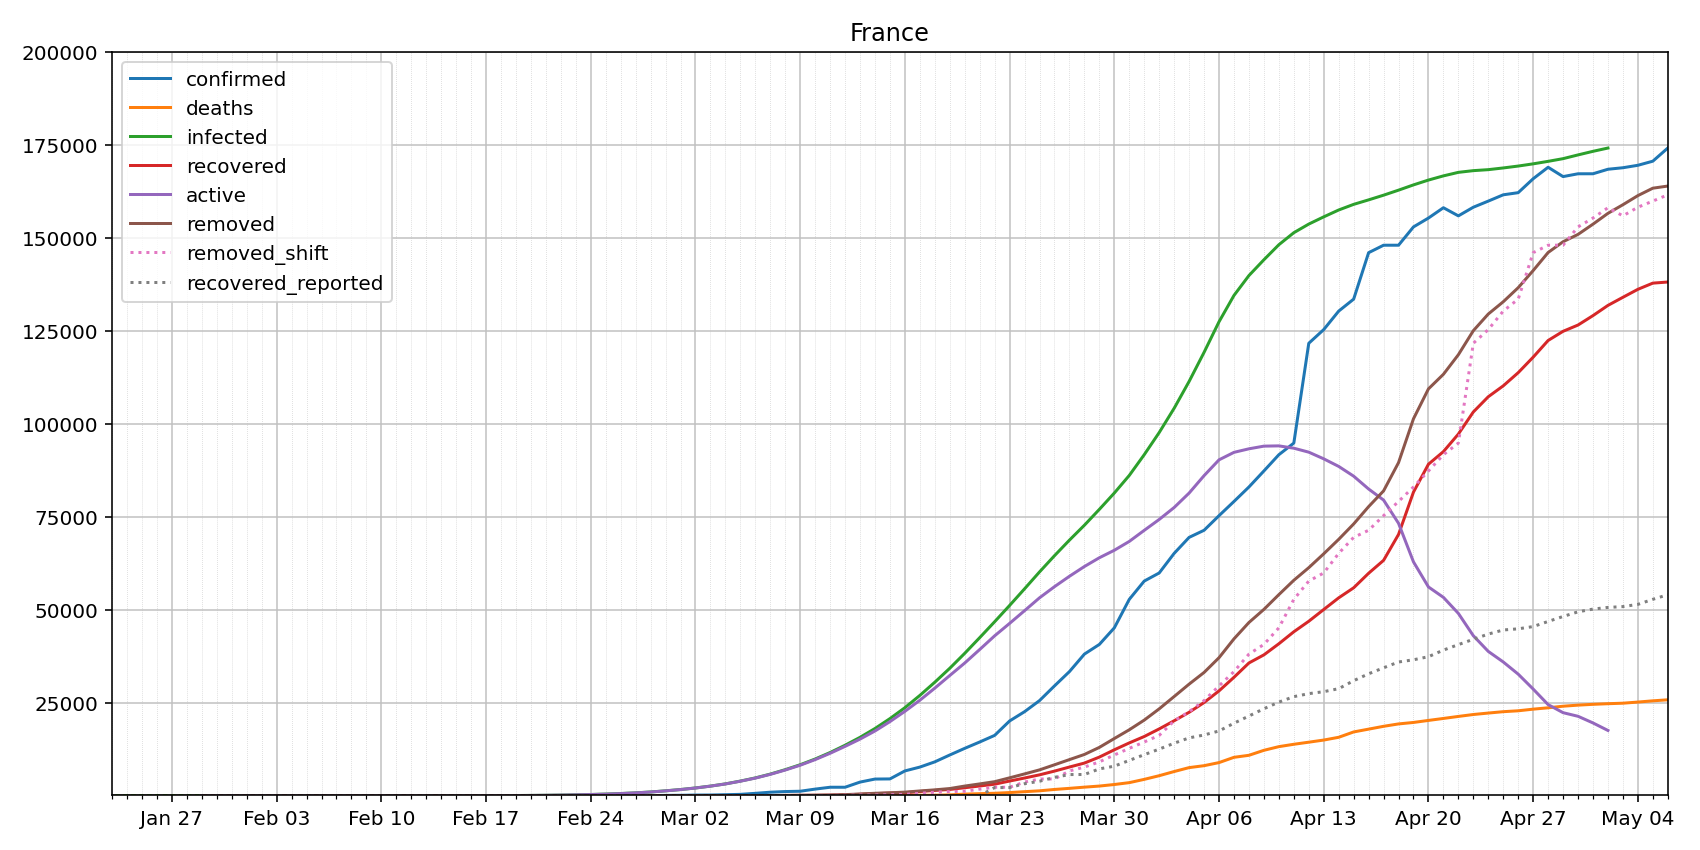 France
200000
175000
150000
125000
100000
75000
50000
25000
confirmed
deaths
infected
recovered
active
removed
removed_shift
recovered_reported
Jan 27 Feb 03 Feb 10 Feb 17 Feb 24 Mar 02 Mar 09 Mar 16 Mar 23 Mar 30 Apr 06 Apr 13 Apr 20 Apr 27 May 04